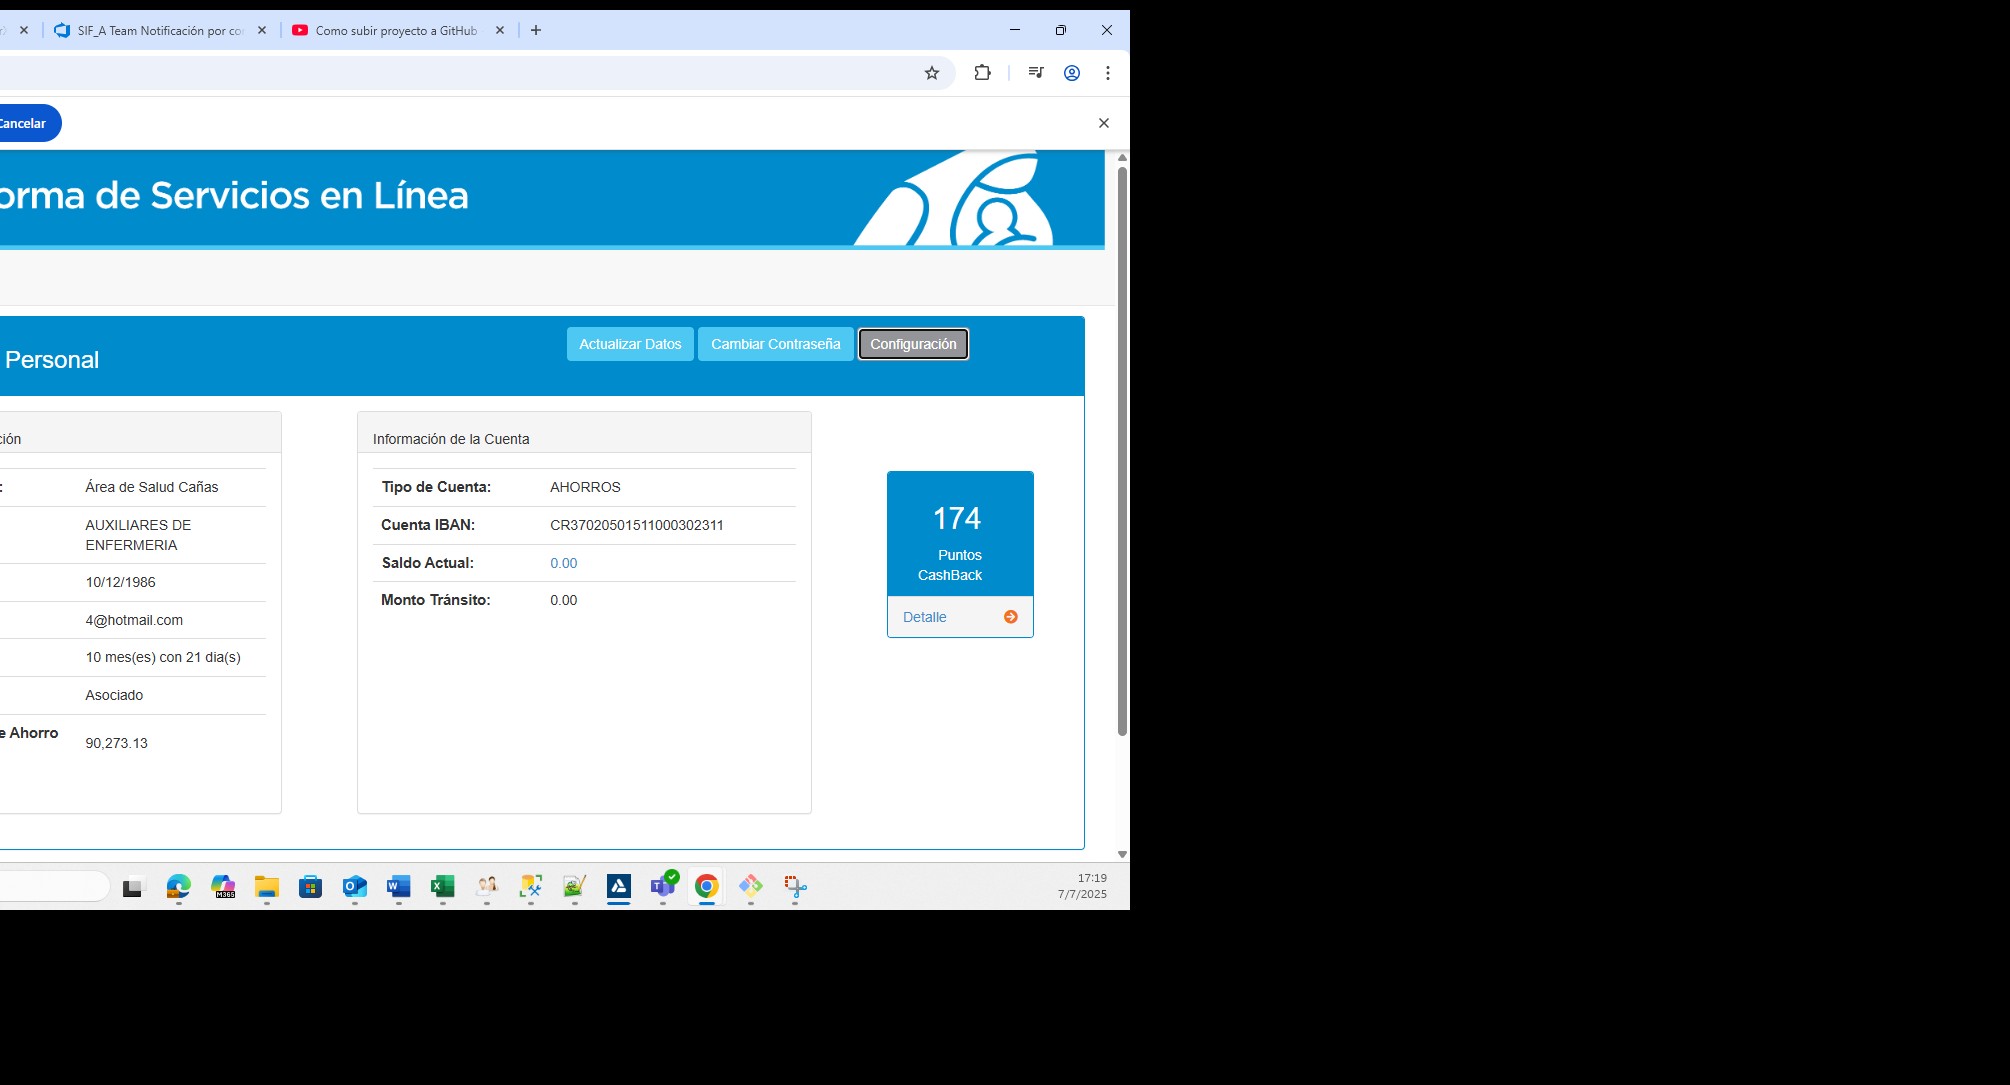 SIF_A Team Notificación por co
Como subir proyecto a GitHub
Cancelar
orma de Servicios en Línea
Personal
Actualizar Datos
Cambiar Contraseña
Configuración
ción
:
Área de Salud Cañas
AUXILIARES DE
ENFERMERIA
10/12/1986
4@hotmail.com
10 mes(es) con 21 dia(s)
Asociado
e Ahorro
90,273.13
Información de la Cuenta
Tipo de Cuenta: AHORROS
Cuenta IBAN: CR37020501511000302311
Saldo Actual: 0.00
Monto Tránsito: 0.00
174
Puntos
CashBack
Detalle
M365
17:19
7/7/2025